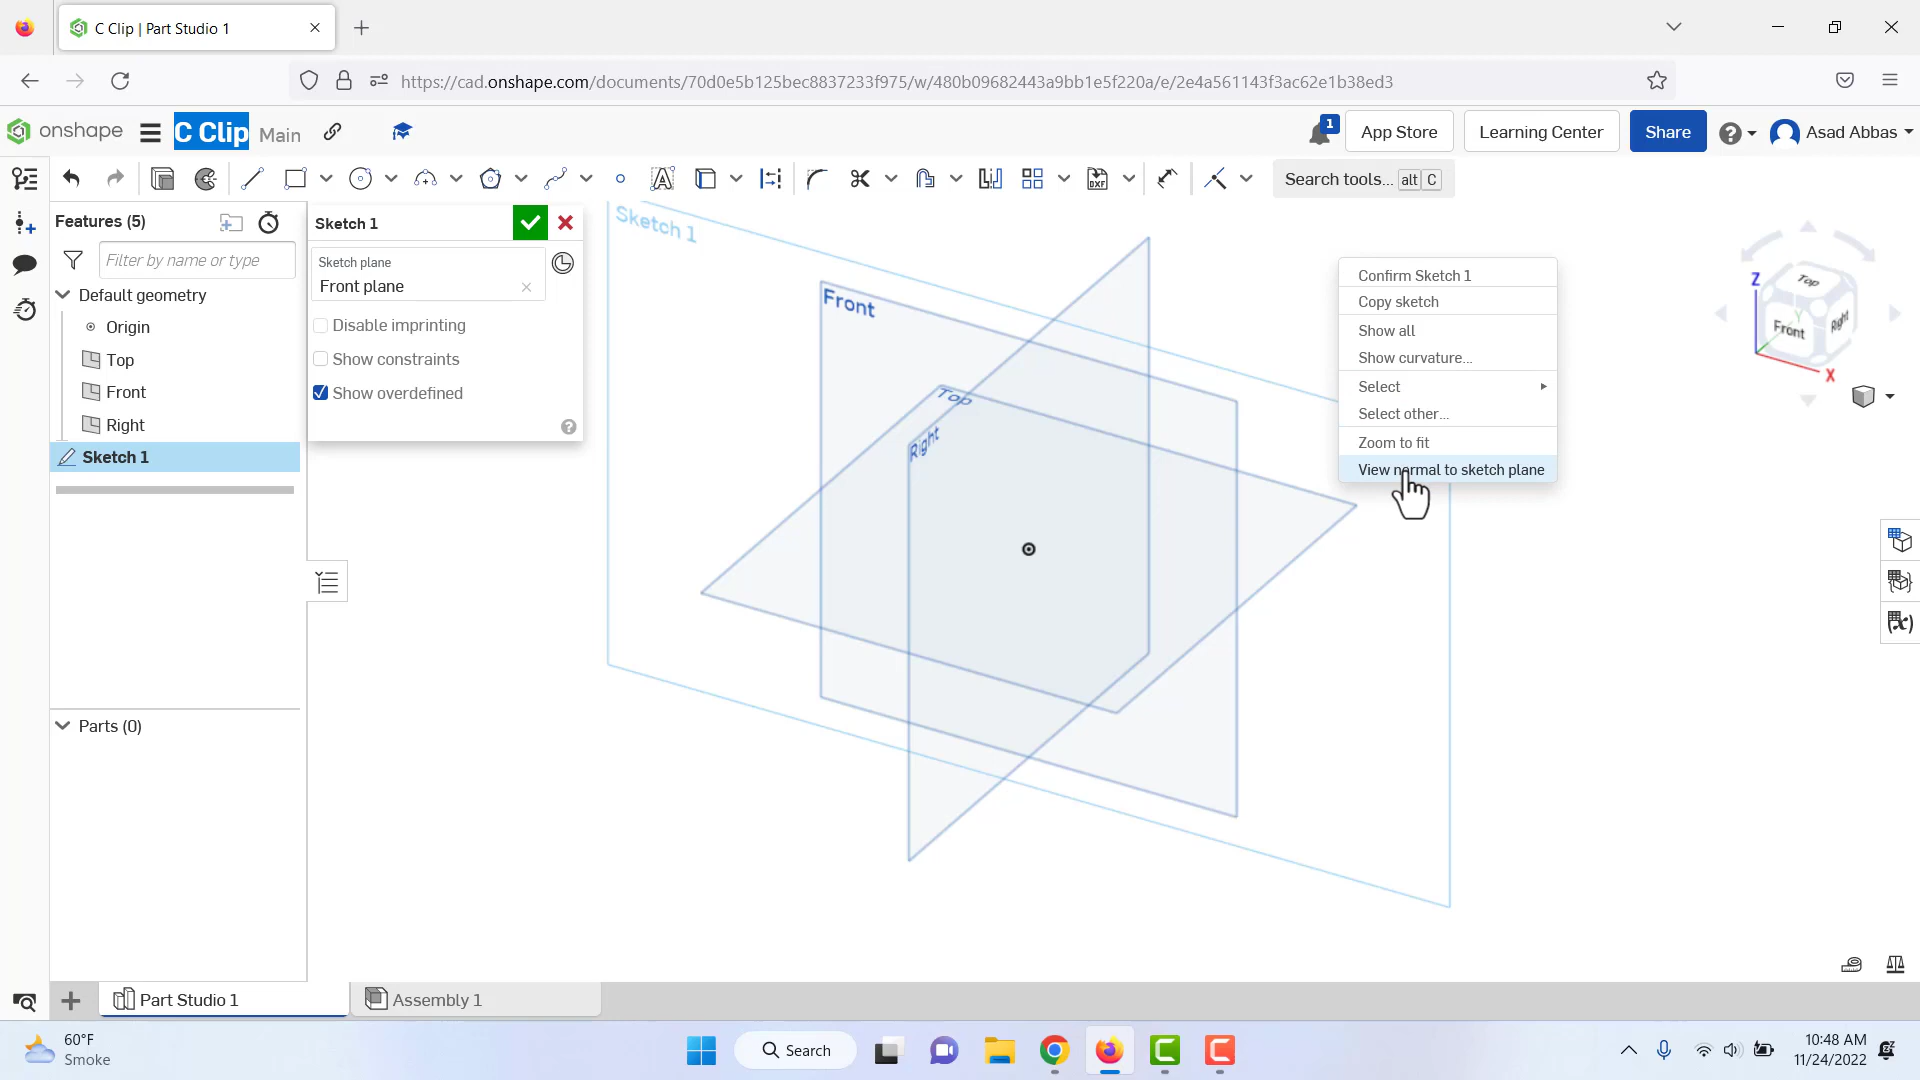 C Clip | Part Studio 1
https://cad.onshape.com/documents/70d0e5b125bec8837233f975/w/480b09682443a9bb1e5f220a/e/2e4a561143f3ac62e1b38ed3
onshape
C Clip
Main
1
App Store
Learning Center
Share
Asad Abbas
DXF
Search tools... alt C
Features (5)
Filter by name or type
Default geometry
Origin
Top
Front
Right
Sketch 1
Parts (0)
Sketch 1
Sketch plane
Front plane
Disable imprinting
Show constraints
Show overdefined
Sketch 1
Front
Top
Right
Confirm Sketch 1
Copy sketch
Show all
Show curvature...
Select
Select other...
Zoom to fit
View normal to sketch plane
Z
Top
Y
Front
Right
X
Part Studio 1
Assembly 1
60°F
Smoke
Search
10:48 AM
11/24/2022